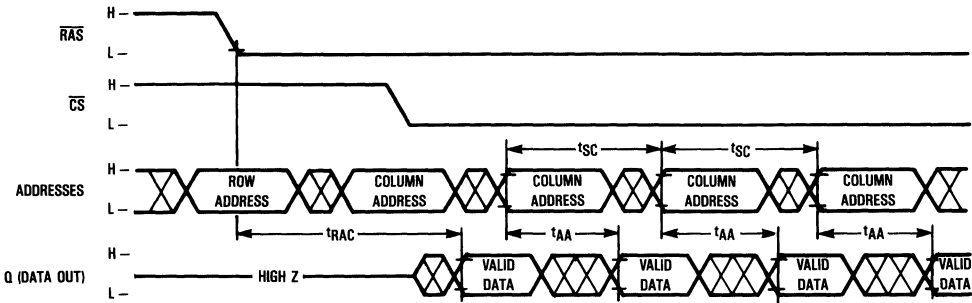 H –
RAS
L –
H –
CS
L –
tSC tSC
H –
ADDRESSES
L –
ROW ADDRESS
COLUMN ADDRESS
COLUMN ADDRESS
COLUMN ADDRESS
COLUMN ADDRESS
tRAC tAA tAA tAA
H –
Q (DATA OUT)
L –
HIGH Z
VALID DATA
VALID DATA
VALID DATA
VALID DATA